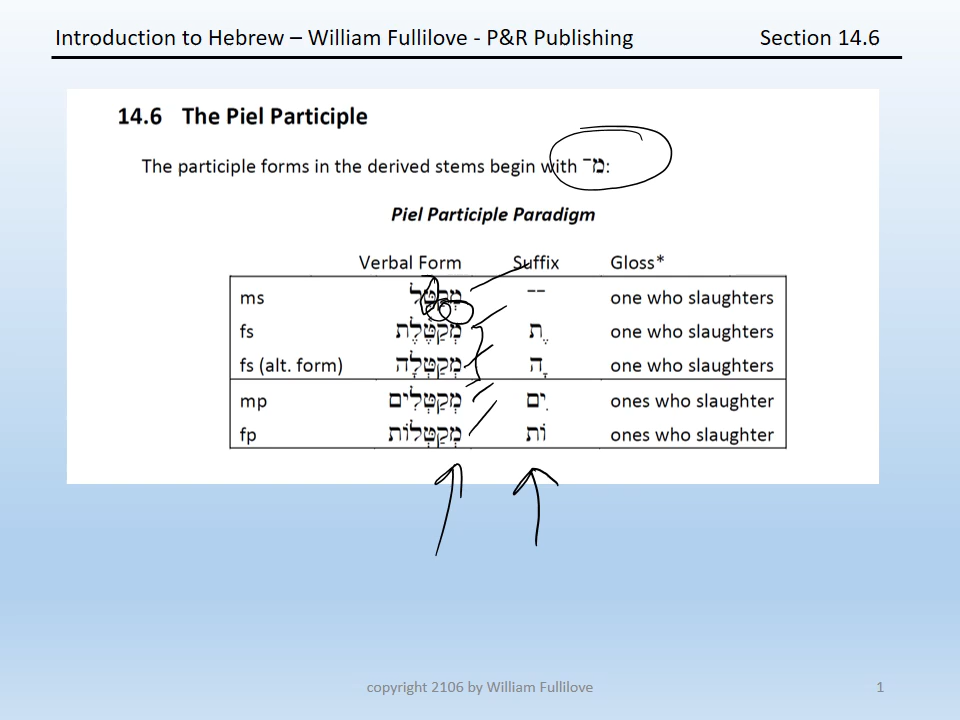 Introduction to Hebrew – William Fullilove - P&R Publishing Section 14.6
14.6 The Piel Participle
The participle forms in the derived stems begin with מ־:
Piel Participle Paradigm
Verbal Form Suffix Gloss*
ms מְקַטֵּל -- one who slaughters
fs מְקַטֶּלֶת ֶת one who slaughters
fs (alt. form) מְקַטְּלָה ָה one who slaughters
mp מְקַטְּלִים ִים ones who slaughter
fp מְקַטְּלוֹת וֹת ones who slaughter
copyright 2106 by William Fullilove 1